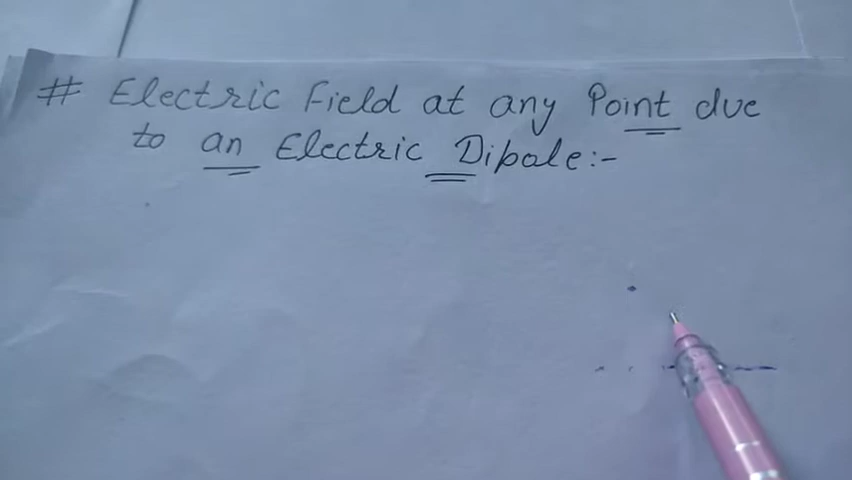 # Electric Field at any Point due
to an Electric Dipole:-